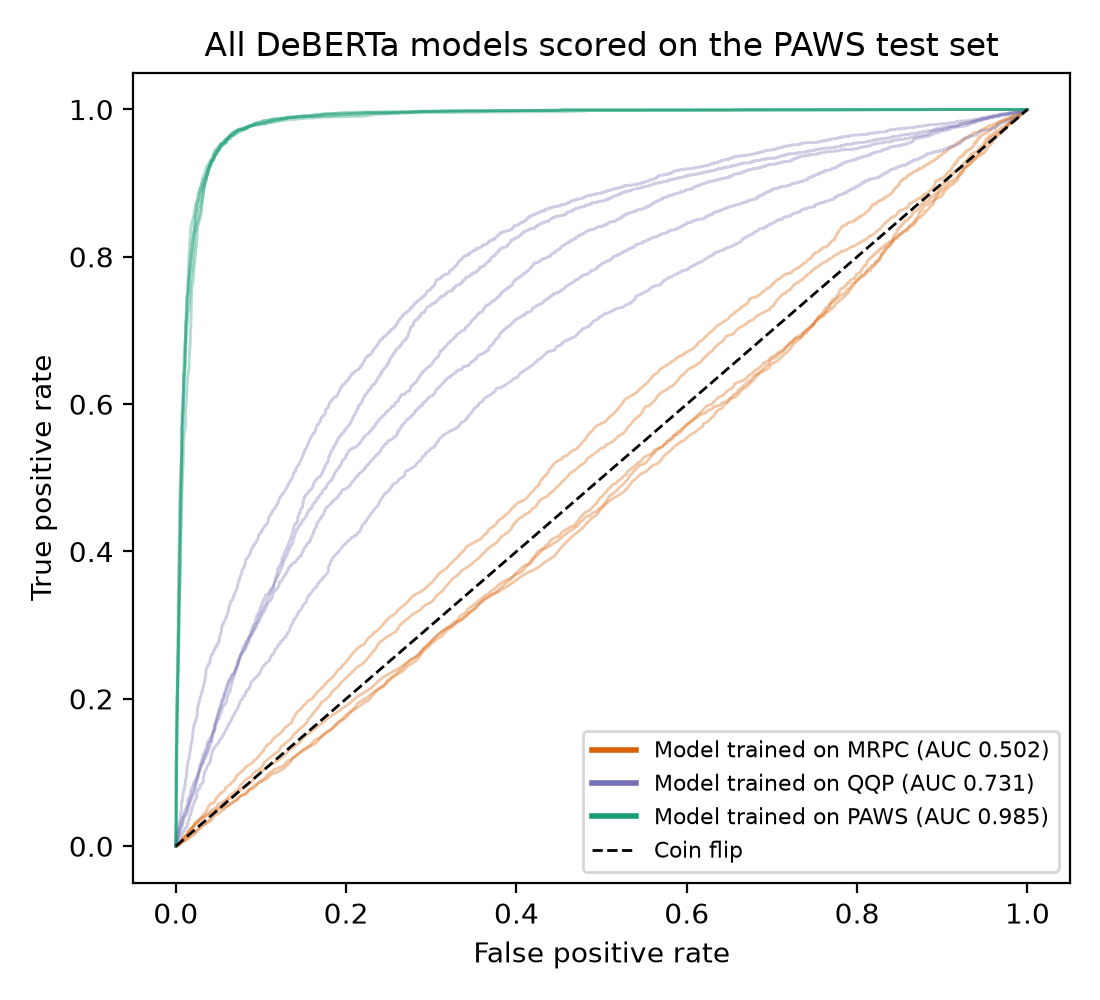 All DeBERTa models scored on the PAWS test set
True positive rate
1.0
0.8
0.6
0.4
0.2
0.0
0.0 0.2 0.4 0.6 0.8 1.0
False positive rate
Model trained on MRPC (AUC 0.502)
Model trained on QQP (AUC 0.731)
Model trained on PAWS (AUC 0.985)
Coin flip